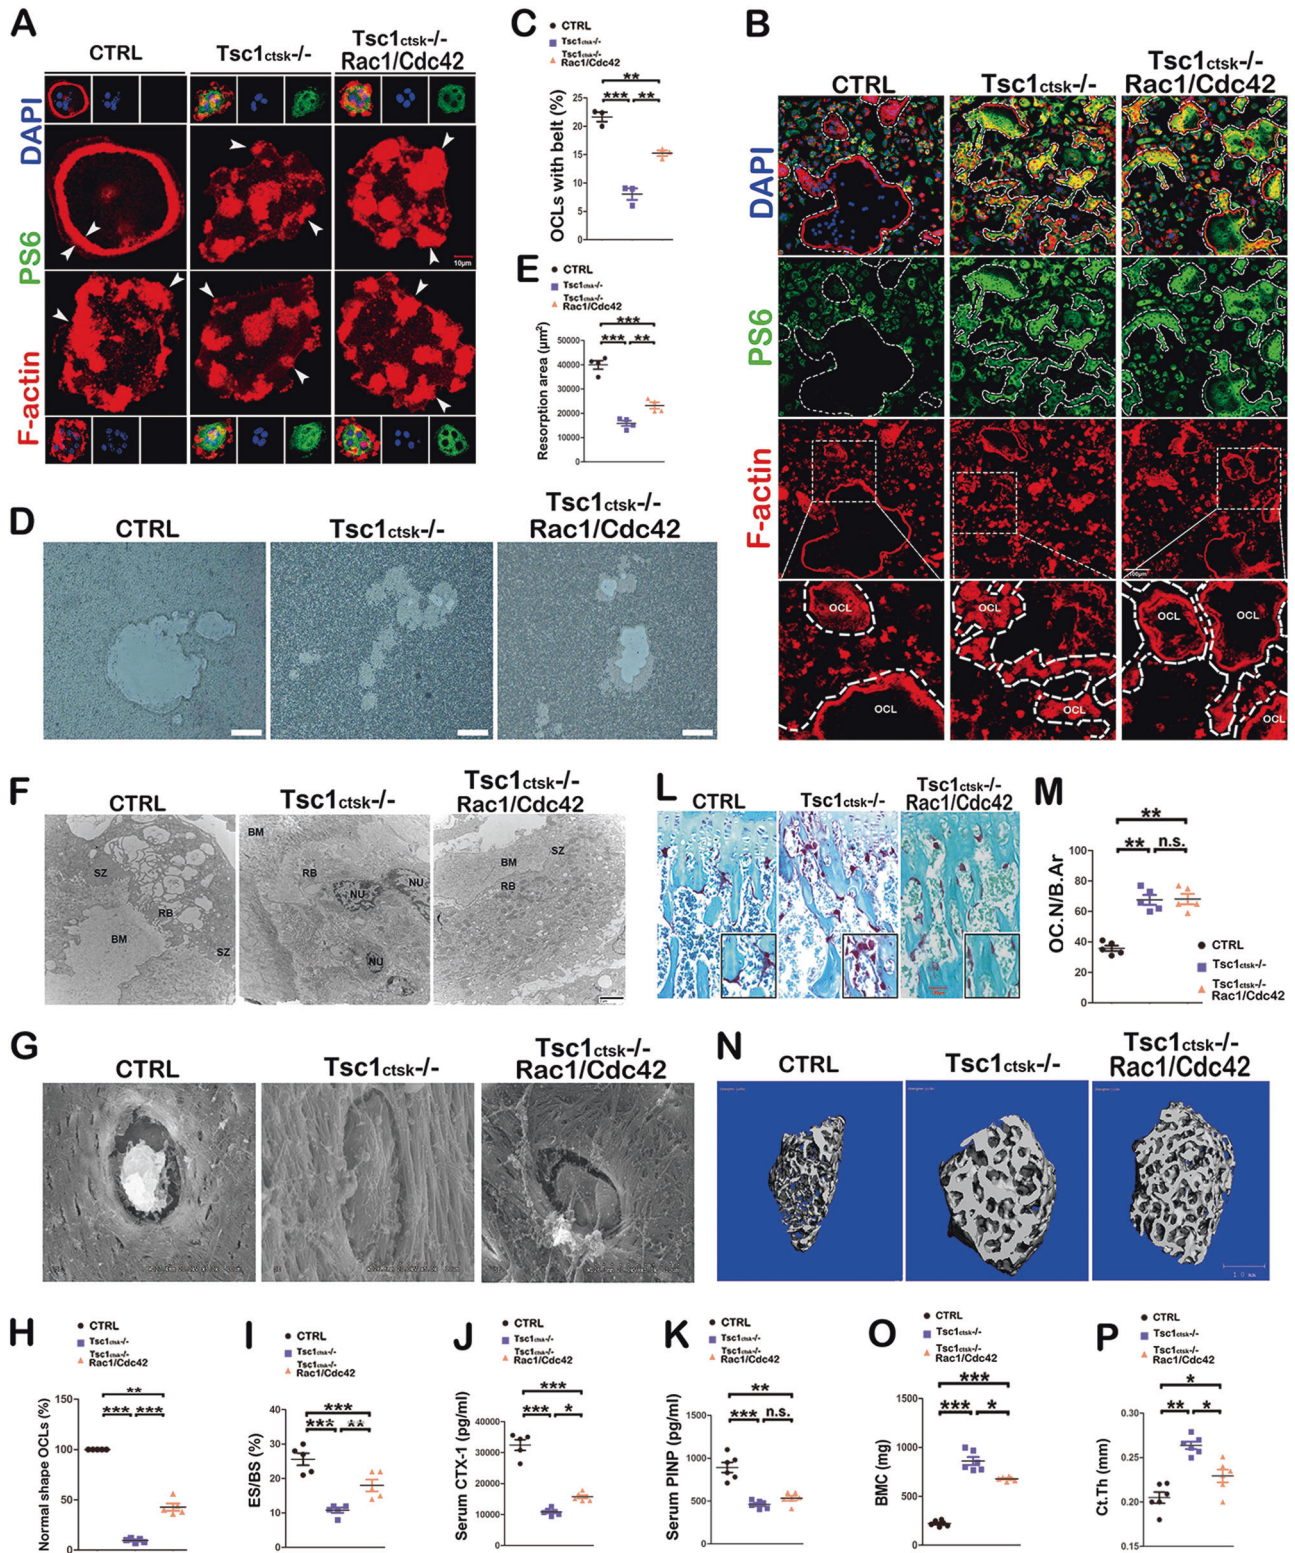 A
CTRL
Tsc1ctsk-/-
Tsc1ctsk-/-
Rac1/Cdc42
DAPI
PS6
F-actin
10μm
C
CTRL
Tsc1ctsk-/-
Tsc1ctsk-/-
Rac1/Cdc42
OCLs with belt (%)
25
20
15
10
5
0
**
***
**
E
CTRL
Tsc1ctsk-/-
Tsc1ctsk-/-
Rac1/Cdc42
Resorption area (μm²)
50000
40000
30000
20000
10000
0
***
***
**
B
CTRL
Tsc1ctsk-/-
Tsc1ctsk-/-
Rac1/Cdc42
DAPI
PS6
F-actin
100μm
OCL
OCL
OCL
OCL
OCL
OCL
OCL
D
CTRL
Tsc1ctsk-/-
Tsc1ctsk-/-
Rac1/Cdc42
F
CTRL
Tsc1ctsk-/-
Tsc1ctsk-/-
Rac1/Cdc42
SZ
RB
BM
SZ
BM
RB
NU
NU
NU
BM
SZ
RB
L
CTRL
Tsc1ctsk-/-
Tsc1ctsk-/-
Rac1/Cdc42
M
OC.N/B.Ar
100
80
60
40
20
0
**
**
n.s.
CTRL
Tsc1ctsk-/-
Tsc1ctsk-/-
Rac1/Cdc42
G
CTRL
Tsc1ctsk-/-
Tsc1ctsk-/-
Rac1/Cdc42
N
CTRL
Tsc1ctsk-/-
Tsc1ctsk-/-
Rac1/Cdc42
1.0 mm
H
CTRL
Tsc1ctsk-/-
Tsc1ctsk-/-
Rac1/Cdc42
Normal shape OCLs (%)
150
100
50
0
**
***
***
I
CTRL
Tsc1ctsk-/-
Tsc1ctsk-/-
Rac1/Cdc42
ES/BS (%)
40
30
20
10
0
***
***
**
J
CTRL
Tsc1ctsk-/-
Tsc1ctsk-/-
Rac1/Cdc42
Serum CTX-1 (pg/ml)
40000
30000
20000
10000
0
***
***
*
K
CTRL
Tsc1ctsk-/-
Tsc1ctsk-/-
Rac1/Cdc42
Serum PINP (pg/ml)
1500
1000
500
0
**
***
n.s.
O
CTRL
Tsc1ctsk-/-
Tsc1ctsk-/-
Rac1/Cdc42
BMC (mg)
1500
1000
500
0
***
***
*
P
CTRL
Tsc1ctsk-/-
Tsc1ctsk-/-
Rac1/Cdc42
Ct.Th (mm)
0.30
0.25
0.20
0.15
*
**
*